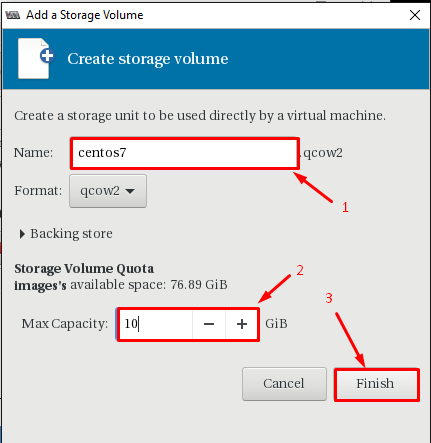 Add a Storage Volume
Create storage volume
Create a storage unit to be used directly by a virtual machine.
Name: centos7 .qcow2
Format: qcow2
1
Backing store
Storage Volume Quota
2
images's available space: 76.89 GiB
3
Max Capacity: 10 − + GiB
Cancel Finish